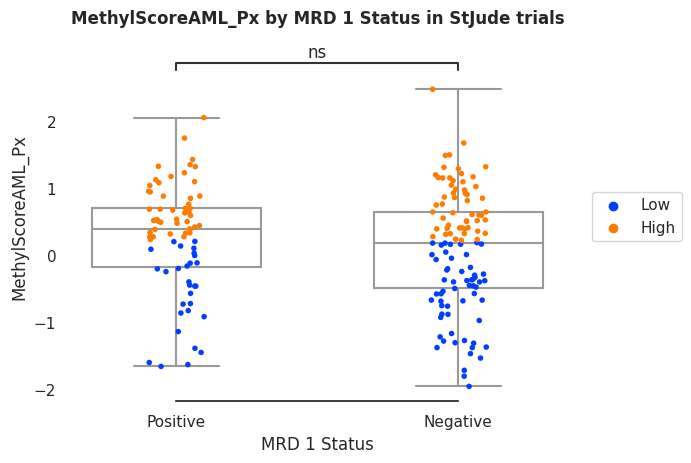 MethylScoreAML_Px by MRD 1 Status in StJude trials
ns
MethylScoreAML_Px
2
1
0
−1
−2
Low
High
Positive
Negative
MRD 1 Status